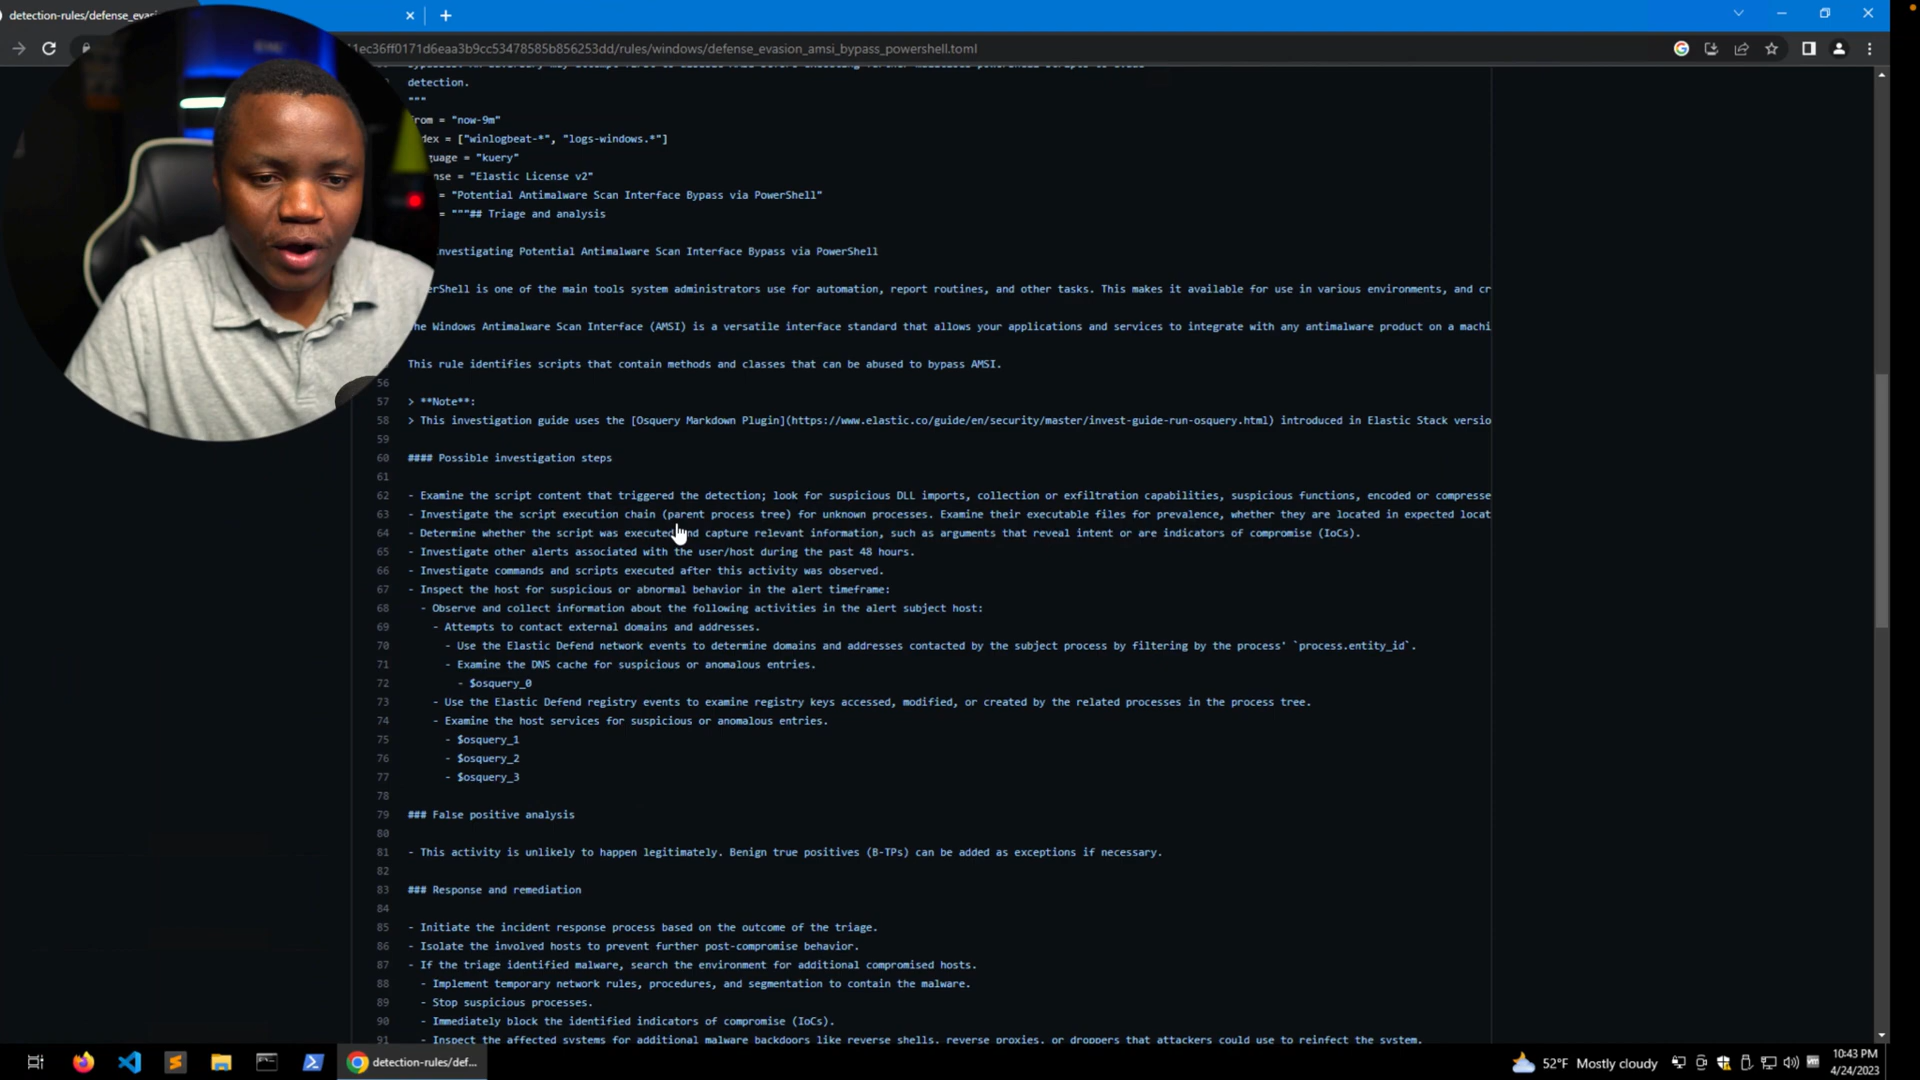 detection-rules/defense_evasi
1ec36ff0171d6eaa3b9cc53478585b856253dd/rules/windows/defense_evasion_amsi_bypass_powershell.toml
detection.
"""
from = "now-9m"
dex = ["winlogbeat-*", "logs-windows.*"]
guage = "kuery"
nse = "Elastic License v2"
= "Potential Antimalware Scan Interface Bypass via PowerShell"
= """## Triage and analysis
nvestigating Potential Antimalware Scan Interface Bypass via PowerShell
erShell is one of the main tools system administrators use for automation, report routines, and other tasks. This makes it available for use in various environments, and cr
he Windows Antimalware Scan Interface (AMSI) is a versatile interface standard that allows your applications and services to integrate with any antimalware product on a machi
This rule identifies scripts that contain methods and classes that can be abused to bypass AMSI.
56
57 > **Note**:
58 > This investigation guide uses the [Osquery Markdown Plugin](https://www.elastic.co/guide/en/security/master/invest-guide-run-osquery.html) introduced in Elastic Stack versio
59
60 #### Possible investigation steps
61
62 - Examine the script content that triggered the detection; look for suspicious DLL imports, collection or exfiltration capabilities, suspicious functions, encoded or compresse
63 - Investigate the script execution chain (parent process tree) for unknown processes. Examine their executable files for prevalence, whether they are located in expected locat
64 - Determine whether the script was executed and capture relevant information, such as arguments that reveal intent or are indicators of compromise (IoCs).
65 - Investigate other alerts associated with the user/host during the past 48 hours.
66 - Investigate commands and scripts executed after this activity was observed.
67 - Inspect the host for suspicious or abnormal behavior in the alert timeframe:
68 - Observe and collect information about the following activities in the alert subject host:
69 - Attempts to contact external domains and addresses.
70 - Use the Elastic Defend network events to determine domains and addresses contacted by the subject process by filtering by the process' `process.entity_id`.
71 - Examine the DNS cache for suspicious or anomalous entries.
72 - $osquery_0
73 - Use the Elastic Defend registry events to examine registry keys accessed, modified, or created by the related processes in the process tree.
74 - Examine the host services for suspicious or anomalous entries.
75 - $osquery_1
76 - $osquery_2
77 - $osquery_3
78
79 ### False positive analysis
80
81 - This activity is unlikely to happen legitimately. Benign true positives (B-TPs) can be added as exceptions if necessary.
82
83 ### Response and remediation
84
85 - Initiate the incident response process based on the outcome of the triage.
86 - Isolate the involved hosts to prevent further post-compromise behavior.
87 - If the triage identified malware, search the environment for additional compromised hosts.
88 - Implement temporary network rules, procedures, and segmentation to contain the malware.
89 - Stop suspicious processes.
90 - Immediately block the identified indicators of compromise (IoCs).
91 - Inspect the affected systems for additional malware backdoors like reverse shells, reverse proxies, or droppers that attackers could use to reinfect the system.
detection-rules/def...
52°F Mostly cloudy
10:43 PM
4/24/2023